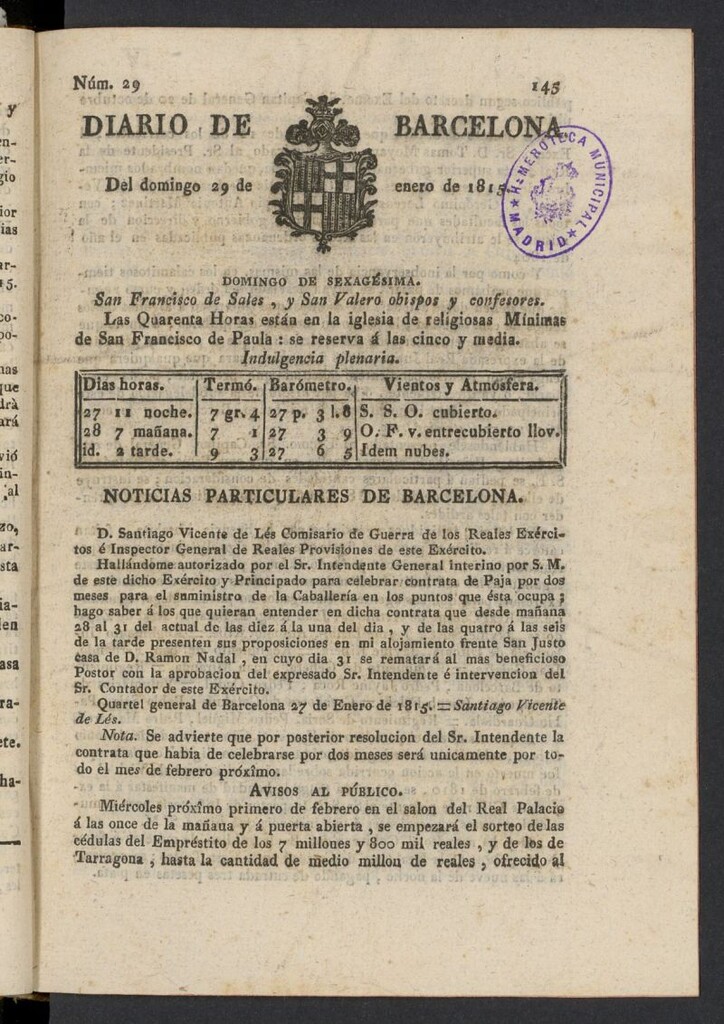 Núm. 29
145
DIARIO DE BARCELONA
Del domingo 29 de enero de 1815.
HEMEROTECA MUNICIPAL
★ MADRID ★
DOMINGO DE SEXAGÉSIMA.
San Francisco de Sales , y San Valero obispos y confesores.
Las Quarenta Horas están en la iglesia de religiosas Mínimas
de San Francisco de Paula : se reserva á las cinco y media.
Indulgencia plenaria.
Dias horas. Termó. Barómetro. Vientos y Atmósfera.
27 11 noche. 7 gr. 4 27 p. 3 l. 8 S. S. O. cubierto.
28 7 mañana. 7 1 27 3 9 O. F. v. entrecubierto llov.
id. 2 tarde. 9 3 27 6 5 Idem nubes.
NOTICIAS PARTICULARES DE BARCELONA.
D. Santiago Vicente de Lés Comisario de Guerra de los Reales Exérci-
tos é Inspector General de Reales Provisiones de este Exército.
Hallándome autorizado por el Sr. Intendente General interino por S. M.
de este dicho Exército y Principado para celebrar contrata de Paja por dos
meses para el suministro de la Caballería en los puntos que ésta ocupa ;
hago saber á los que quieran entender en dicha contrata que desde mañana
28 al 31 del actual de las diez á la una del dia , y de las quatro á las seis
de la tarde presenten sus proposiciones en mi alojamiento frente San Justo
casa de D. Ramon Nadal , en cuyo dia 31 se rematará al mas beneficioso
Postor con la aprobacion del expresado Sr. Intendente é intervencion del
Sr. Contador de este Exército.
Quartel general de Barcelona 27 de Enero de 1815. = Santiago Vicente
de Lés.
Nota. Se advierte que por posterior resolucion del Sr. Intendente la
contrata que habia de celebrarse por dos meses será unicamente por to-
do el mes de febrero próximo.
AVISOS AL PÚBLICO.
Miércoles próximo primero de febrero en el salon del Real Palacio
á las once de la mañana y á puerta abierta , se empezará el sorteo de las
cédulas del Empréstito de los 7 millones y 800 mil reales , y de los de
Tarragona , hasta la cantidad de medio millon de reales , ofrecido al